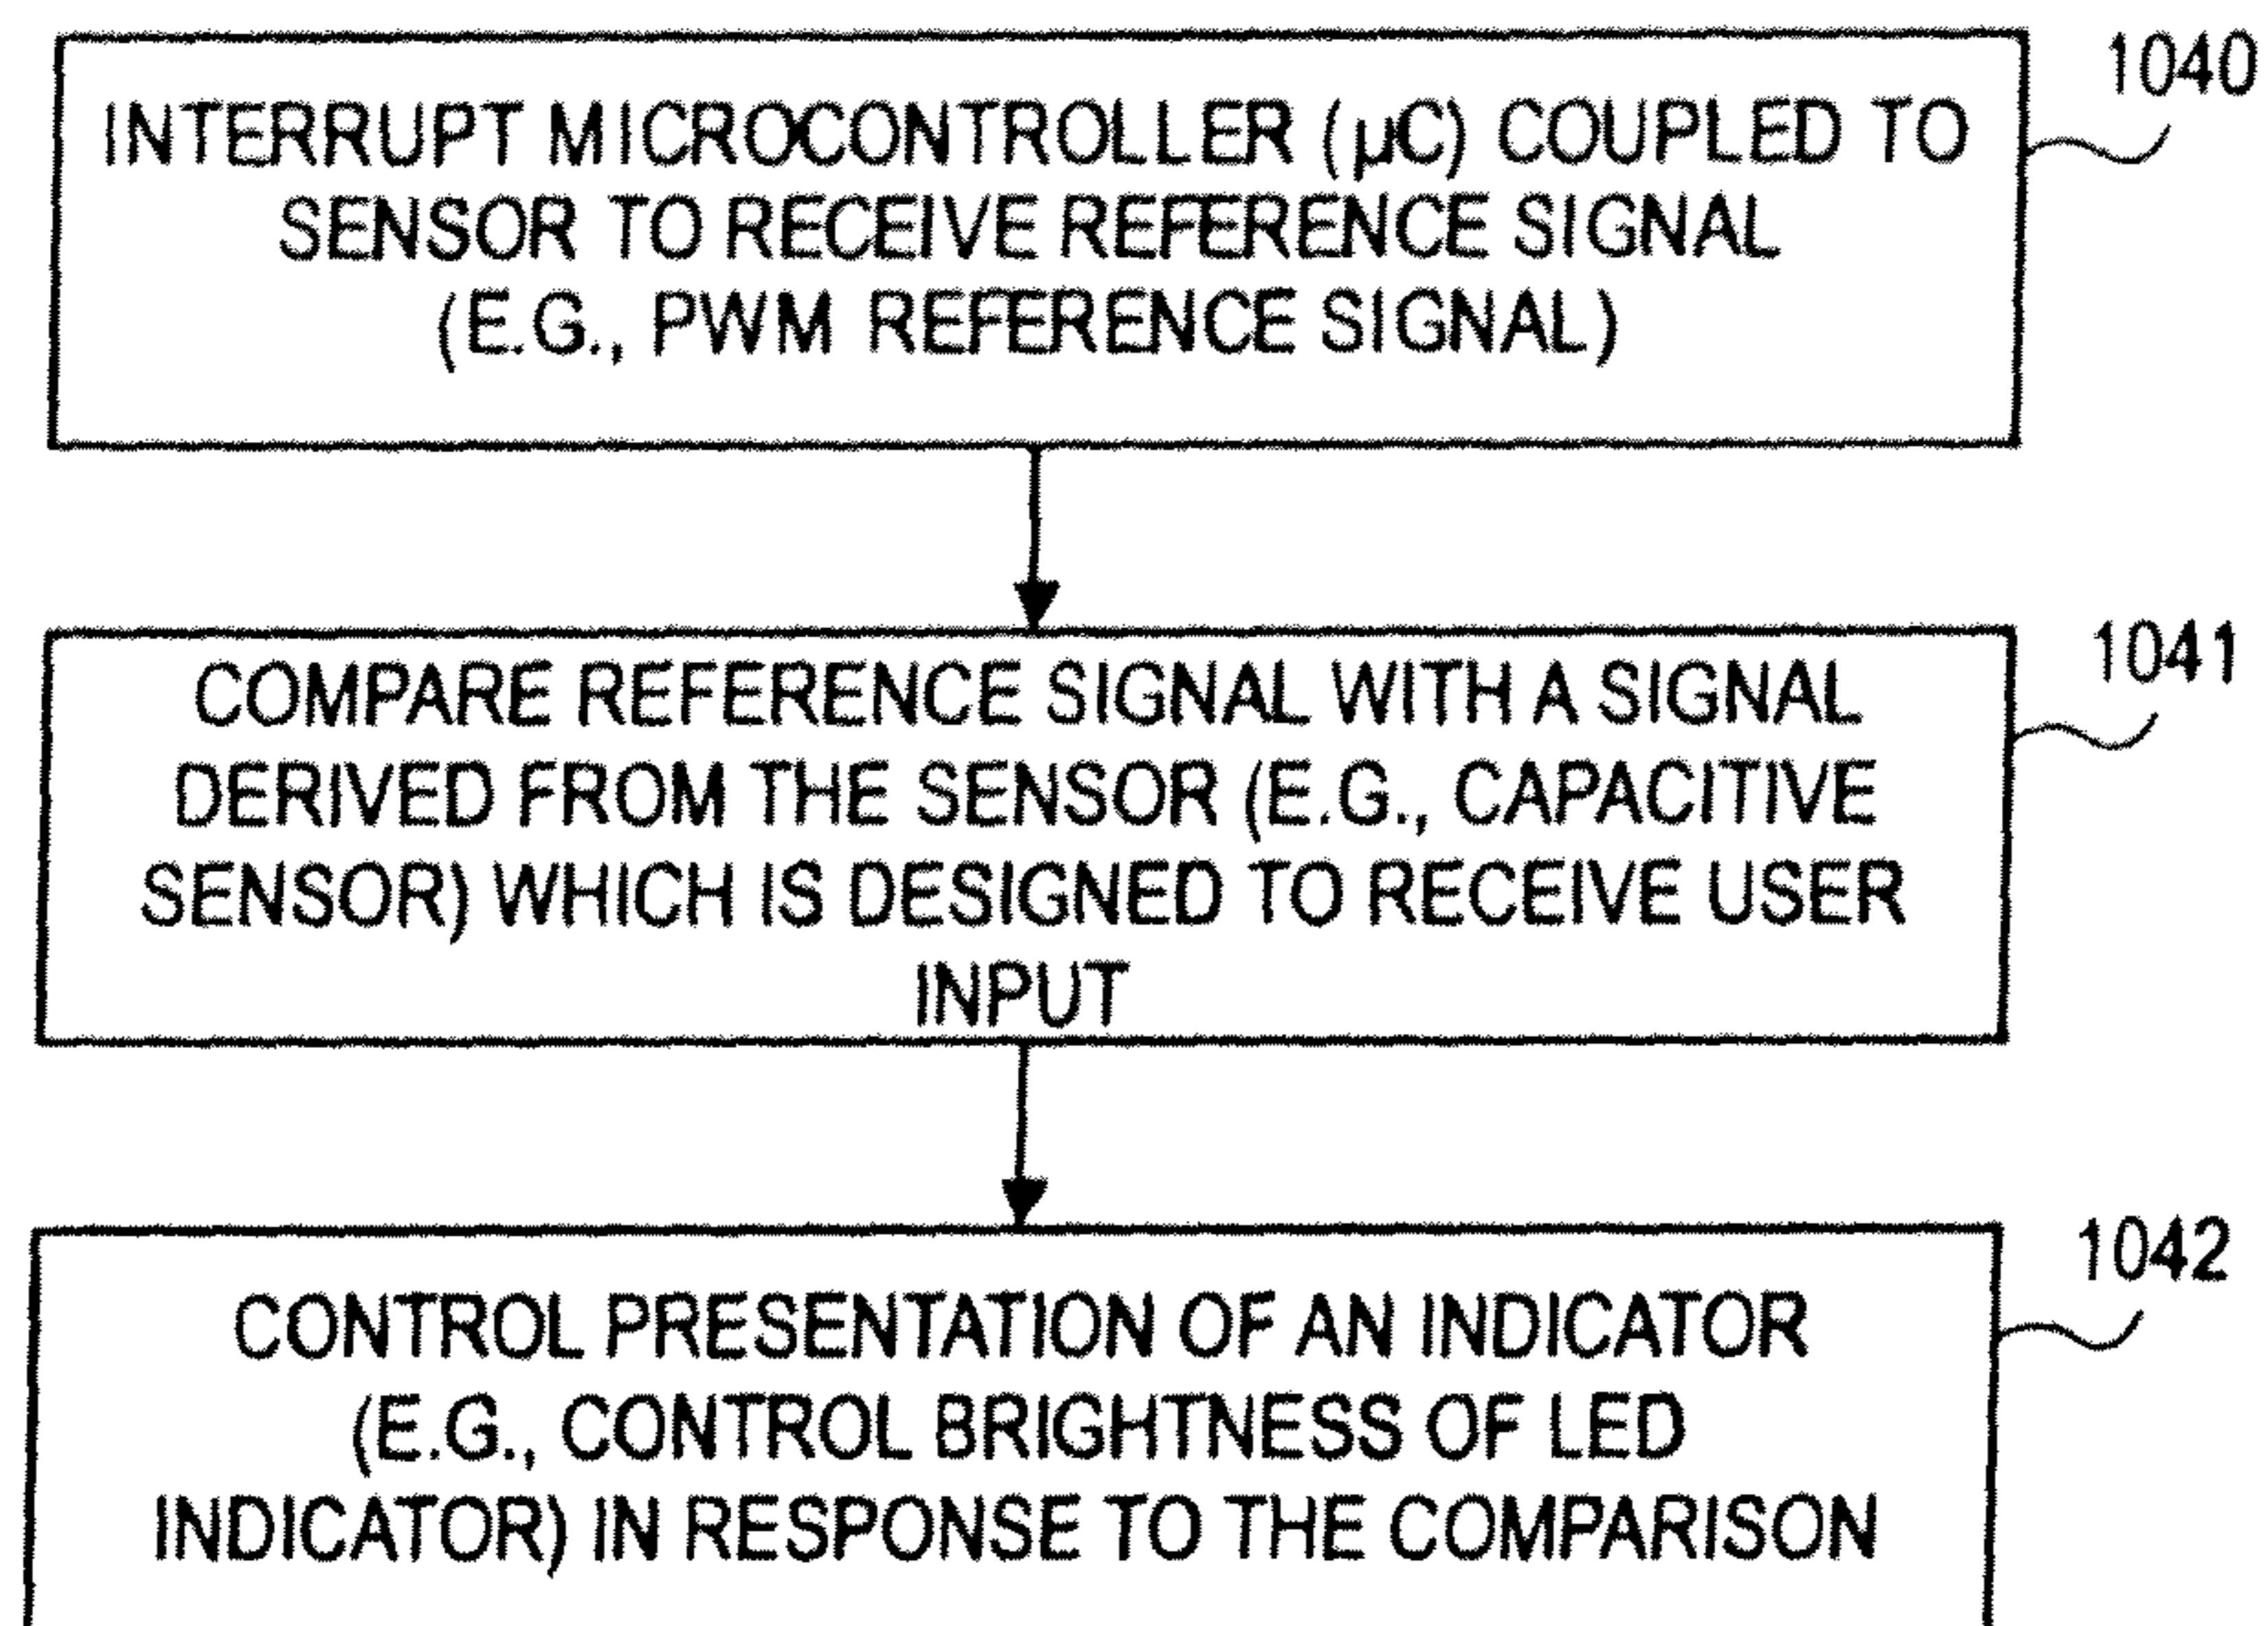 1040
INTERRUPT MICROCONTROLLER (µC) COUPLED TO
SENSOR TO RECEIVE REFERENCE SIGNAL
(E.G., PWM REFERENCE SIGNAL)
1041
COMPARE REFERENCE SIGNAL WITH A SIGNAL
DERIVED FROM THE SENSOR (E.G., CAPACITIVE
SENSOR) WHICH IS DESIGNED TO RECEIVE USER
INPUT
1042
CONTROL PRESENTATION OF AN INDICATOR
(E.G., CONTROL BRIGHTNESS OF LED
INDICATOR) IN RESPONSE TO THE COMPARISON